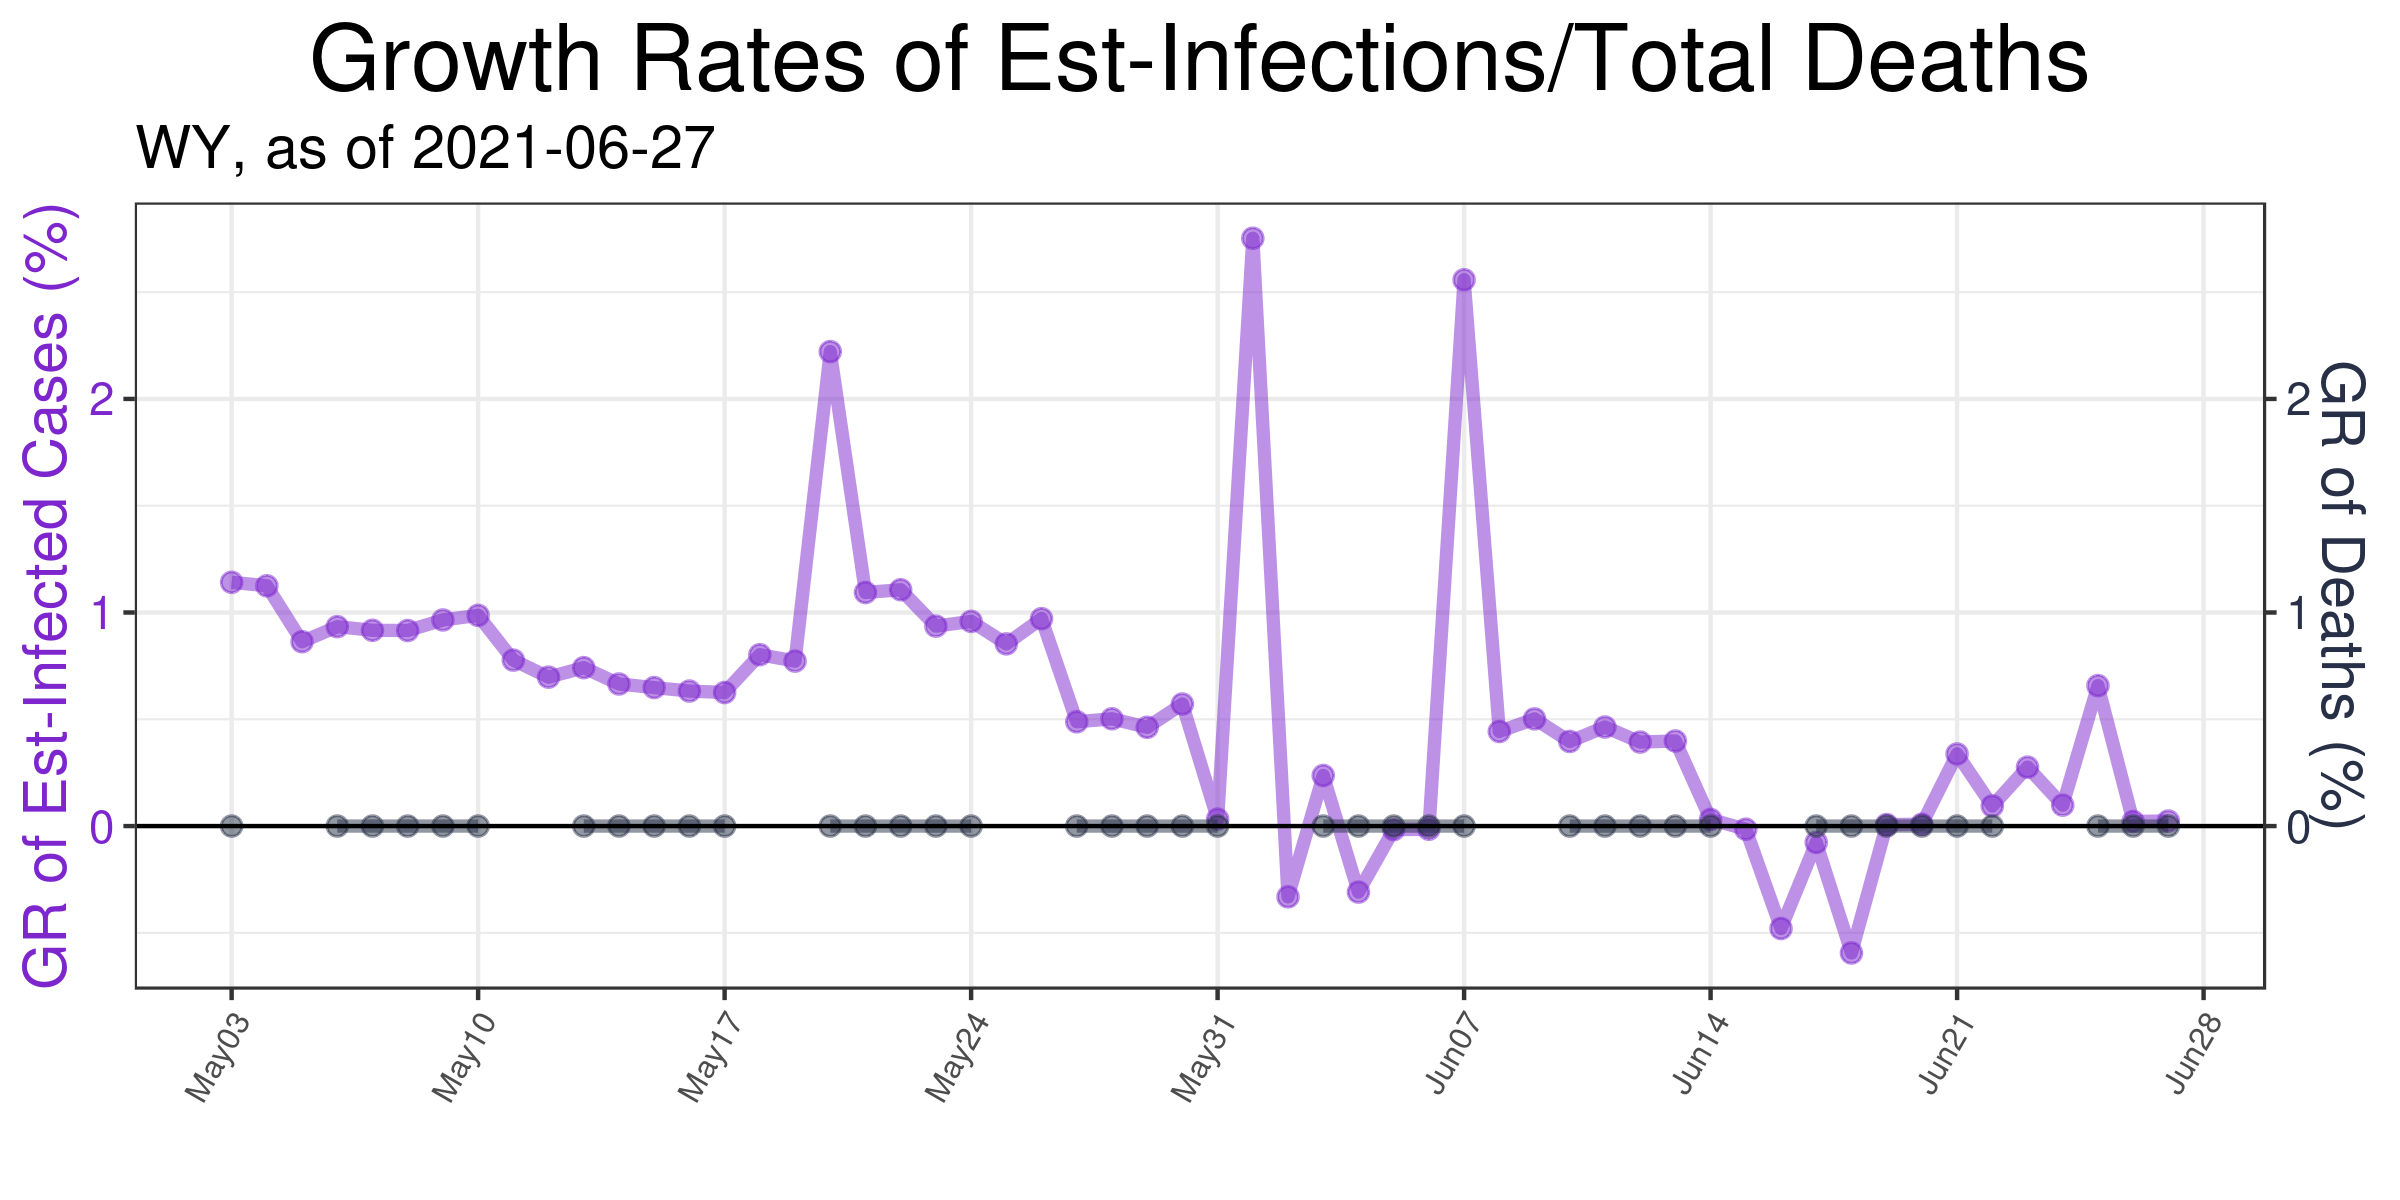 Growth Rates of Est-Infections/Total Deaths
WY, as of 2021-06-27
GR of Est-Infected Cases (%)
2
1
0
2
1
0
GR of Deaths (%)
May03
May10
May17
May24
May31
Jun07
Jun14
Jun21
Jun28